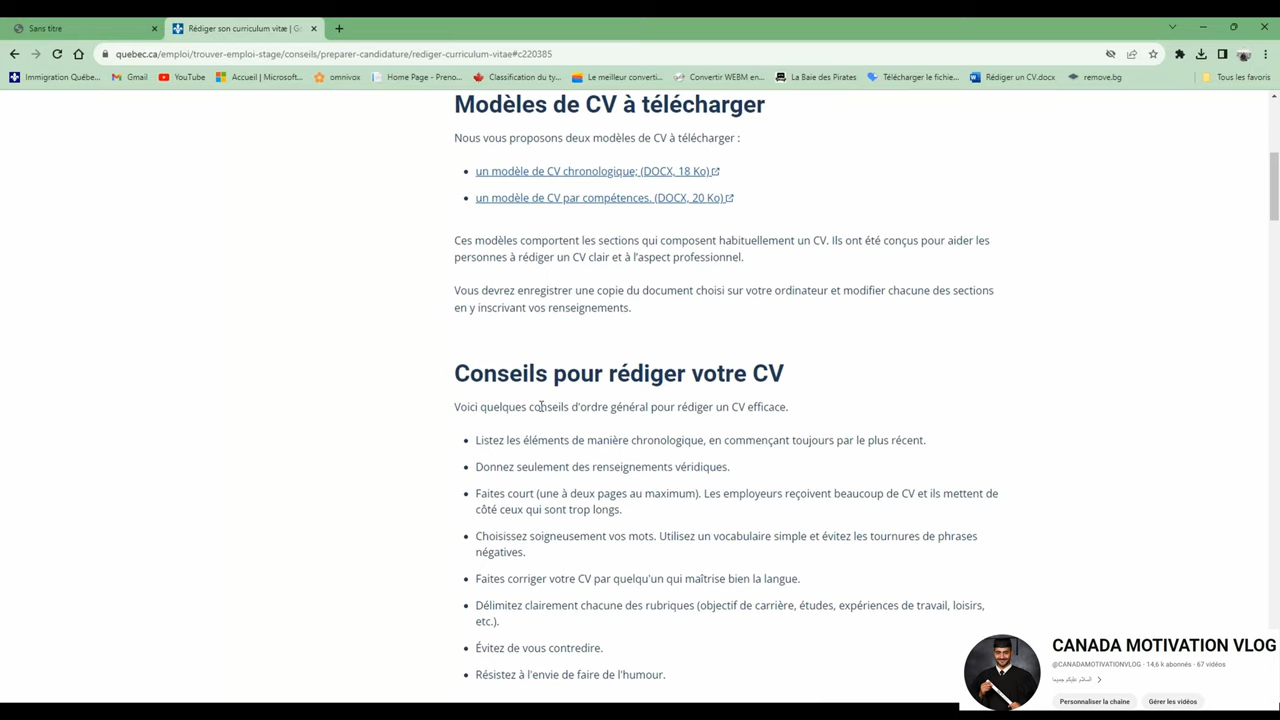 Sans titre
Rédiger son curriculum vitæ | Go
quebec.ca/emploi/trouver-emploi-stage/conseils/preparer-candidature/rediger-curriculum-vitae#c220385
Immigration Québe... Gmail YouTube Accueil | Microsoft... omnivox Home Page - Preno... Classification du ty... Le meilleur converti... Convertir WEBM en... La Baie des Pirates Télécharger le fichie... Rédiger un CV.docx remove.bg Tous les favoris
Modèles de CV à télécharger
Nous vous proposons deux modèles de CV à télécharger :
un modèle de CV chronologique; (DOCX, 18 Ko)
un modèle de CV par compétences. (DOCX, 20 Ko)
Ces modèles comportent les sections qui composent habituellement un CV. Ils ont été conçus pour aider les
personnes à rédiger un CV clair et à l'aspect professionnel.
Vous devrez enregistrer une copie du document choisi sur votre ordinateur et modifier chacune des sections
en y inscrivant vos renseignements.
Conseils pour rédiger votre CV
Voici quelques conseils d'ordre général pour rédiger un CV efficace.
Listez les éléments de manière chronologique, en commençant toujours par le plus récent.
Donnez seulement des renseignements véridiques.
Faites court (une à deux pages au maximum). Les employeurs reçoivent beaucoup de CV et ils mettent de
côté ceux qui sont trop longs.
Choisissez soigneusement vos mots. Utilisez un vocabulaire simple et évitez les tournures de phrases
négatives.
Faites corriger votre CV par quelqu'un qui maîtrise bien la langue.
Délimitez clairement chacune des rubriques (objectif de carrière, études, expériences de travail, loisirs,
etc.).
Évitez de vous contredire.
Résistez à l'envie de faire de l'humour.
CANADA MOTIVATION VLOG
@CANADAMOTIVATIONVLOG · 14,6 k abonnés · 67 vidéos
السلام عليكم جميعا
Personnaliser la chaîne Gérer les vidéos